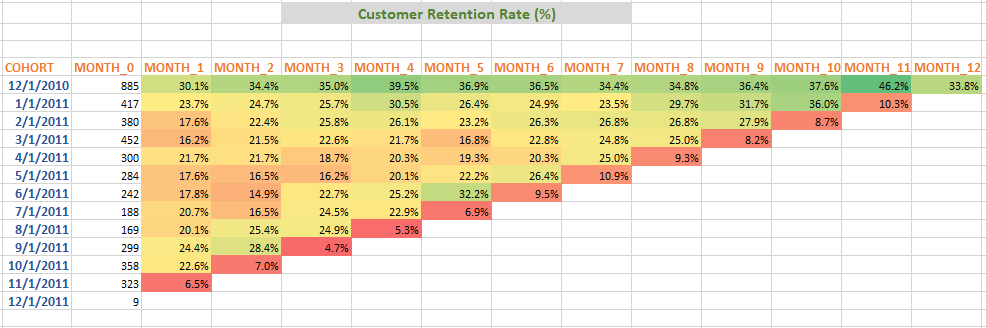 Customer Retention Rate (%)
COHORT MONTH_0 MONTH_1 MONTH_2 MONTH_3 MONTH_4 MONTH_5 MONTH_6 MONTH_7 MONTH_8 MONTH_9 MONTH_10 MONTH_11 MONTH_12
12/1/2010 885 30.1% 34.4% 35.0% 39.5% 36.9% 36.5% 34.4% 34.8% 36.4% 37.6% 46.2% 33.8%
1/1/2011 417 23.7% 24.7% 25.7% 30.5% 26.4% 24.9% 23.5% 29.7% 31.7% 36.0% 10.3%
2/1/2011 380 17.6% 22.4% 25.8% 26.1% 23.2% 26.3% 26.8% 26.8% 27.9% 8.7%
3/1/2011 452 16.2% 21.5% 22.6% 21.7% 16.8% 22.8% 24.8% 25.0% 8.2%
4/1/2011 300 21.7% 21.7% 18.7% 20.3% 19.3% 20.3% 25.0% 9.3%
5/1/2011 284 17.6% 16.5% 16.2% 20.1% 22.2% 26.4% 10.9%
6/1/2011 242 17.8% 14.9% 22.7% 25.2% 32.2% 9.5%
7/1/2011 188 20.7% 16.5% 24.5% 22.9% 6.9%
8/1/2011 169 20.1% 25.4% 24.9% 5.3%
9/1/2011 299 24.4% 28.4% 4.7%
10/1/2011 358 22.6% 7.0%
11/1/2011 323 6.5%
12/1/2011 9